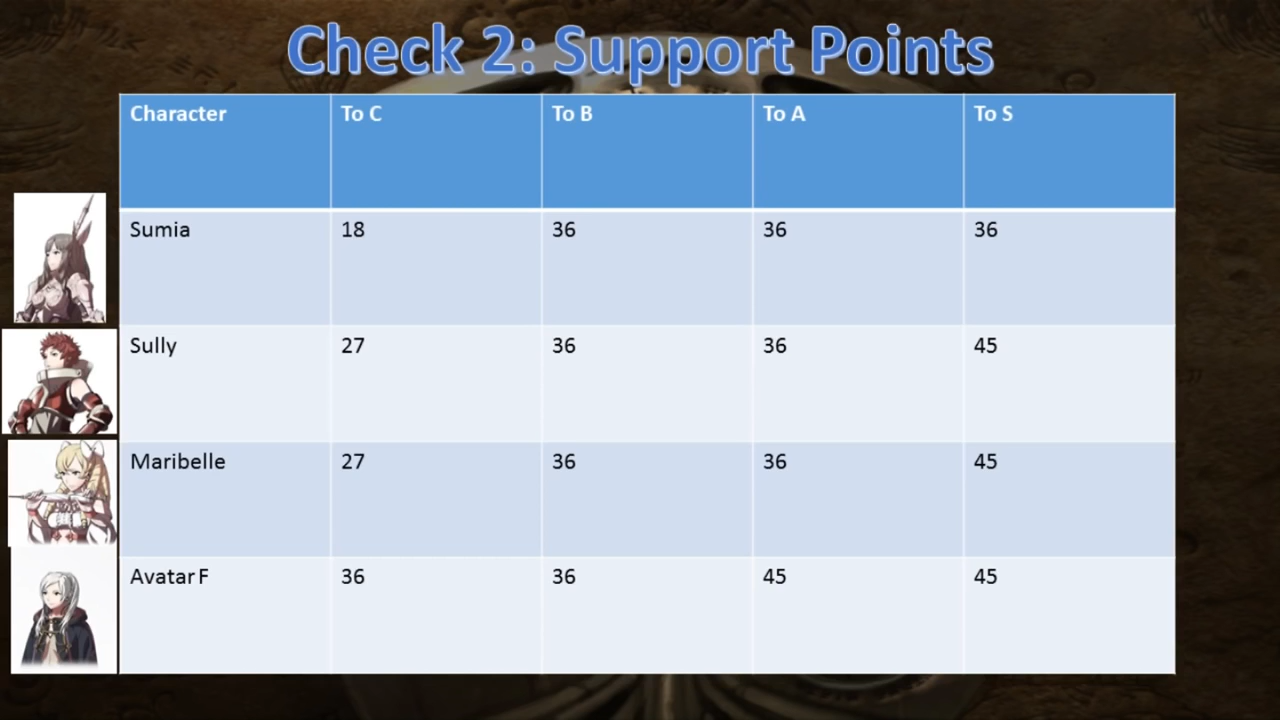 Check 2: Support Points
Character To C To B To A To S
Sumia 18 36 36 36
Sully 27 36 36 45
Maribelle 27 36 36 45
Avatar F 36 36 45 45